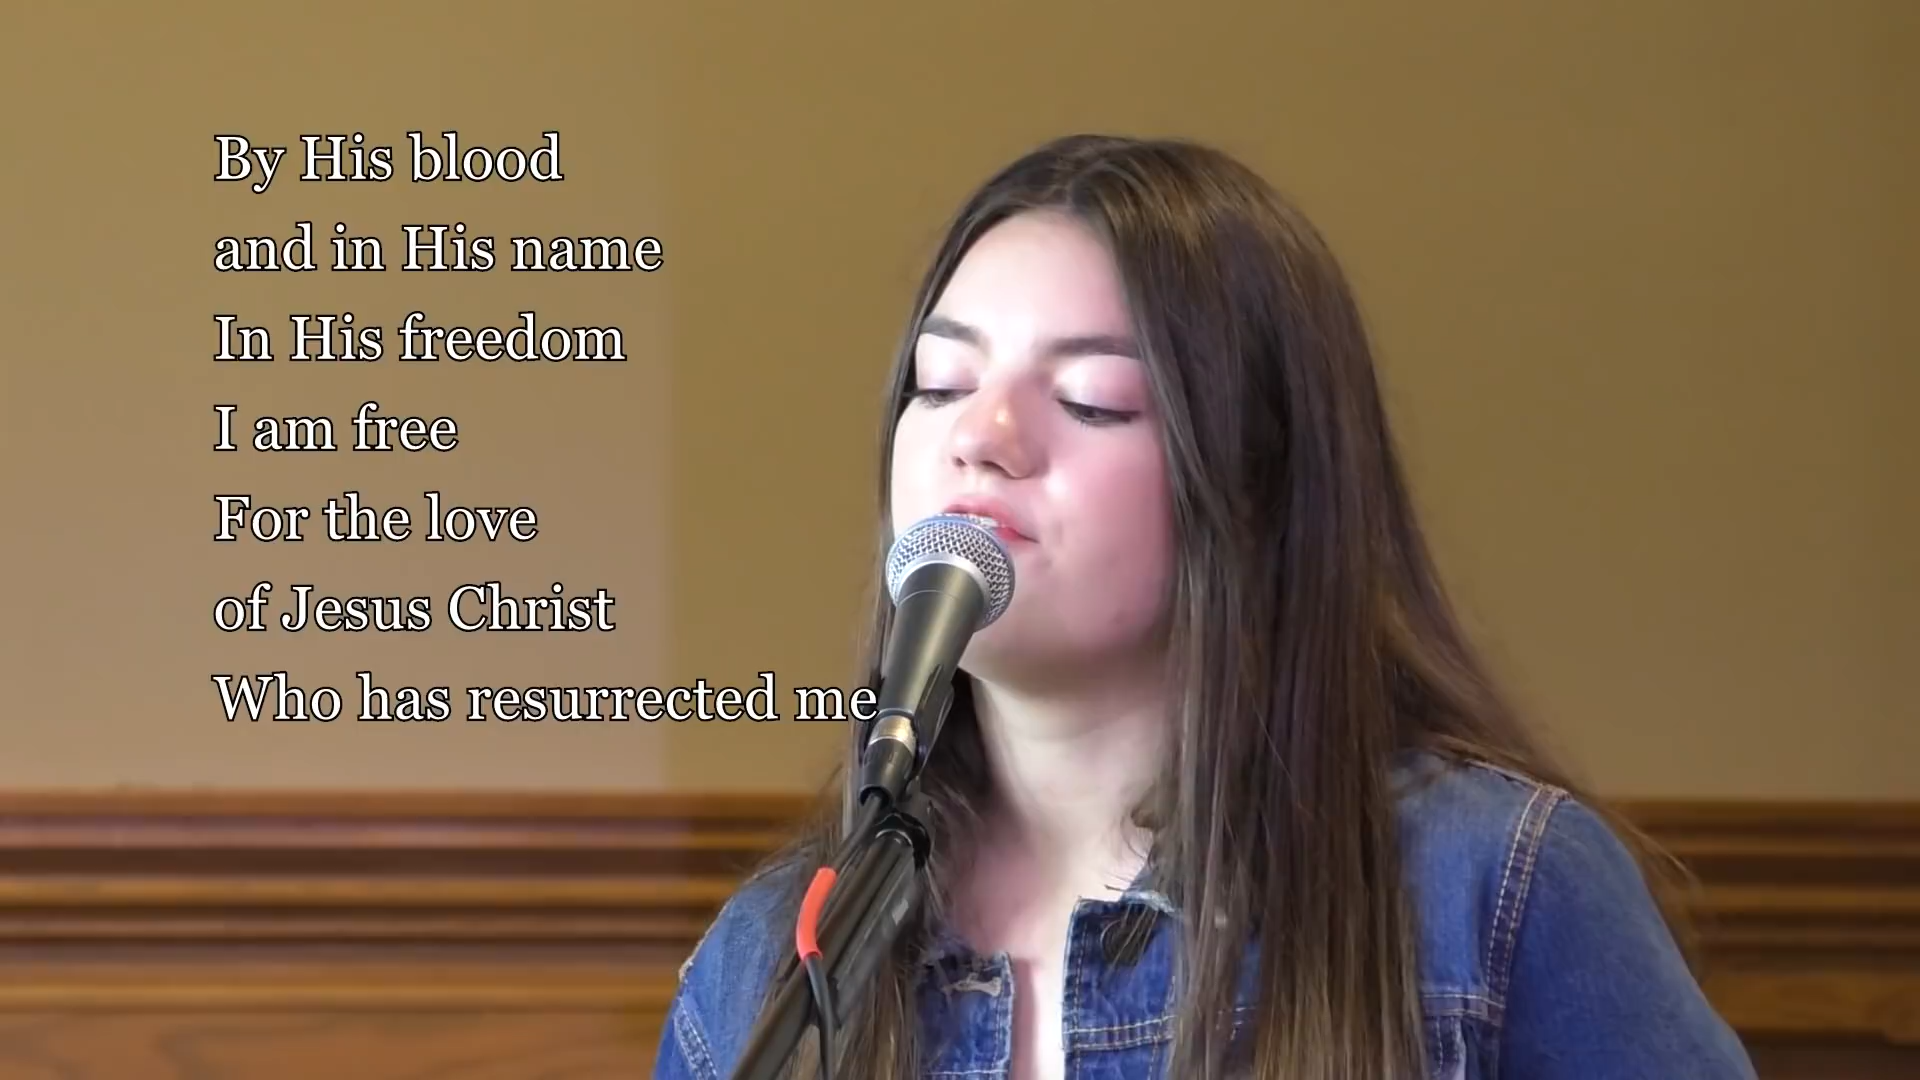 By His blood
and in His name
In His freedom
I am free
For the love
of Jesus Christ
Who has resurrected me